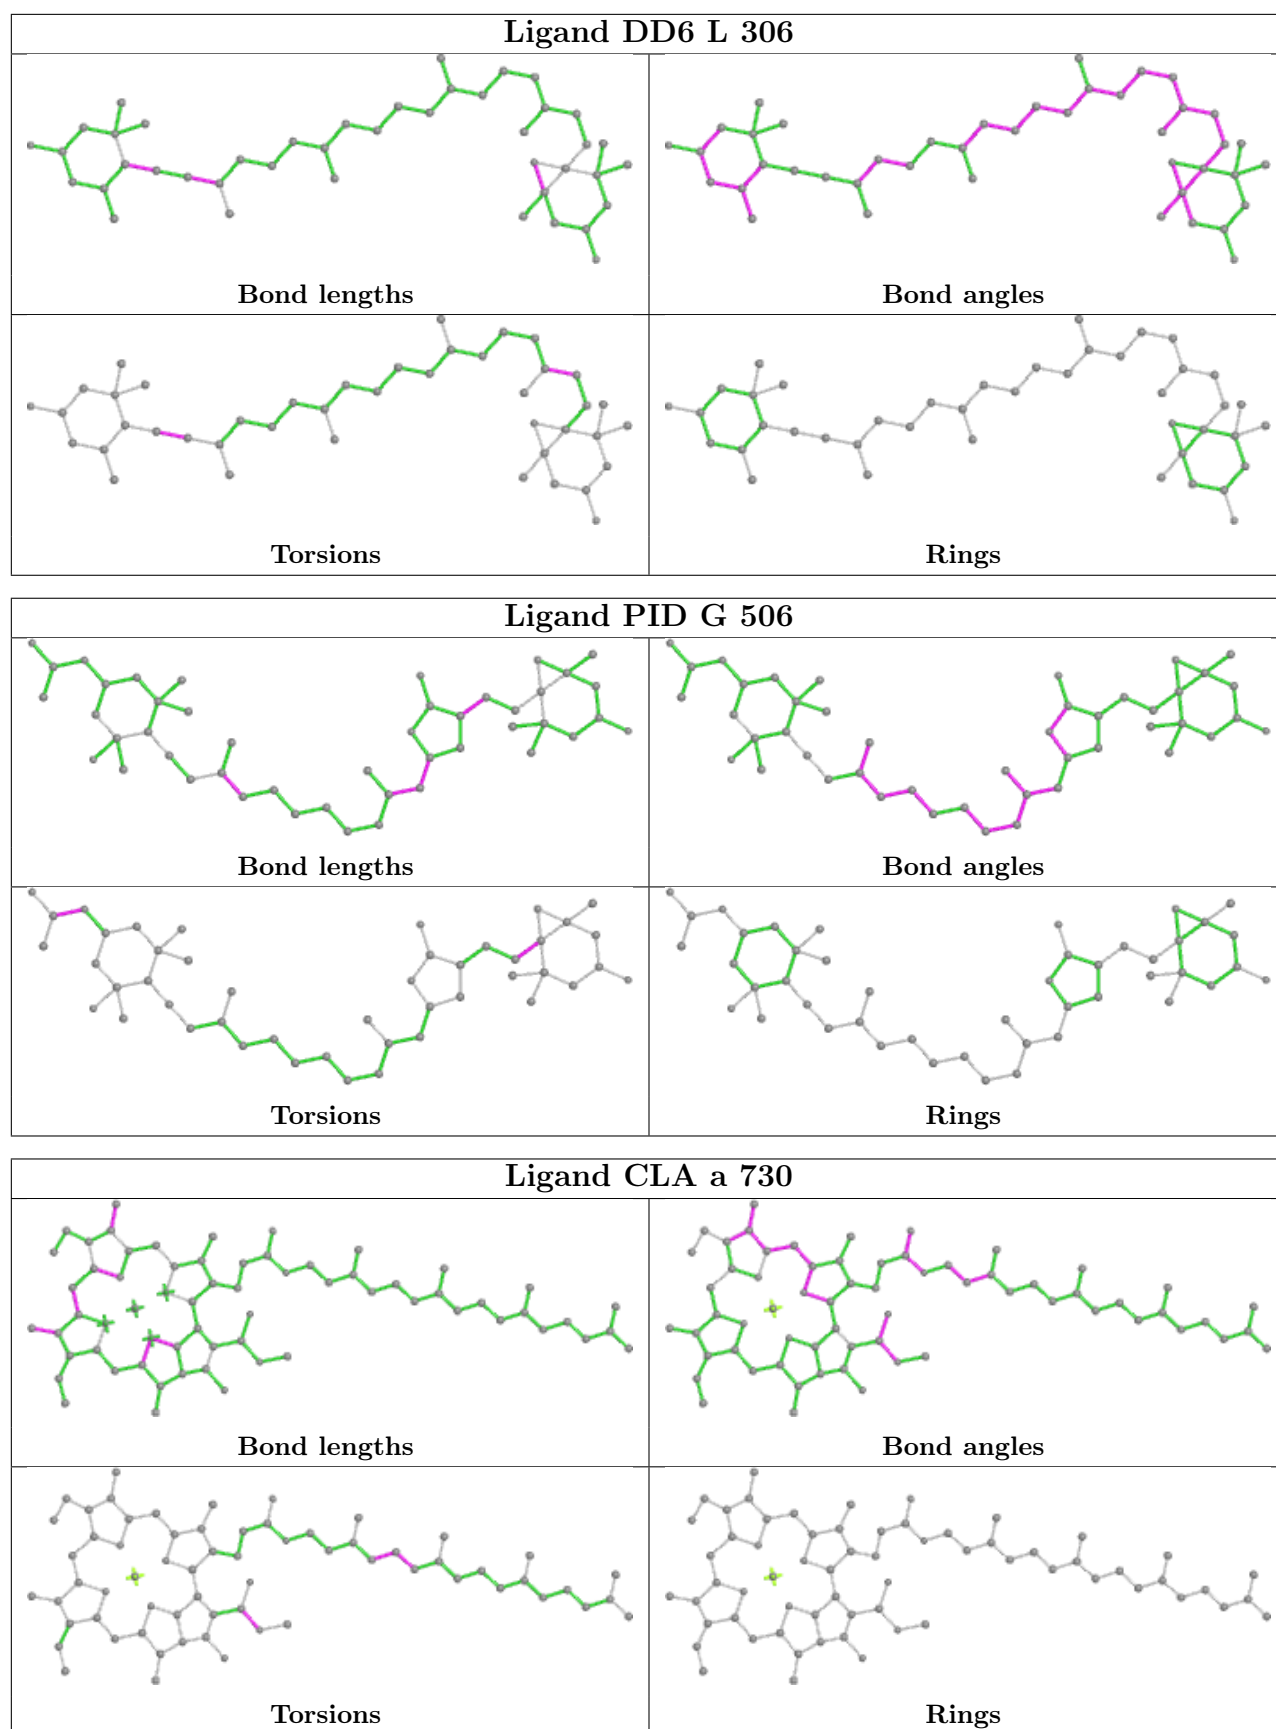 Ligand DD6 L 306
Bond lengths
Bond angles
Torsions
Rings
Ligand PID G 506
Bond lengths
Bond angles
Torsions
Rings
Ligand CLA a 730
Bond lengths
Bond angles
Torsions
Rings